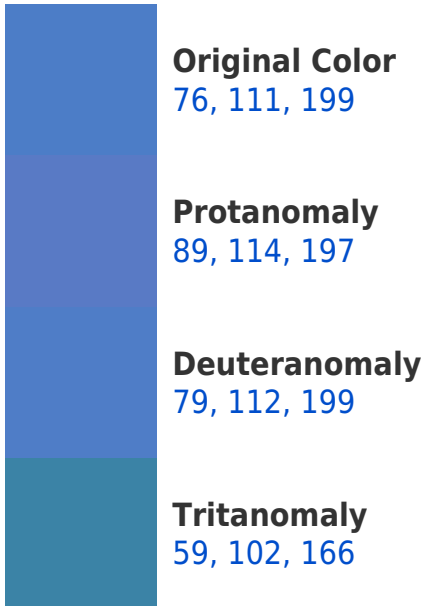 Original Color
76, 111, 199
Protanomaly
89, 114, 197
Deuteranomaly
79, 112, 199
Tritanomaly
59, 102, 166